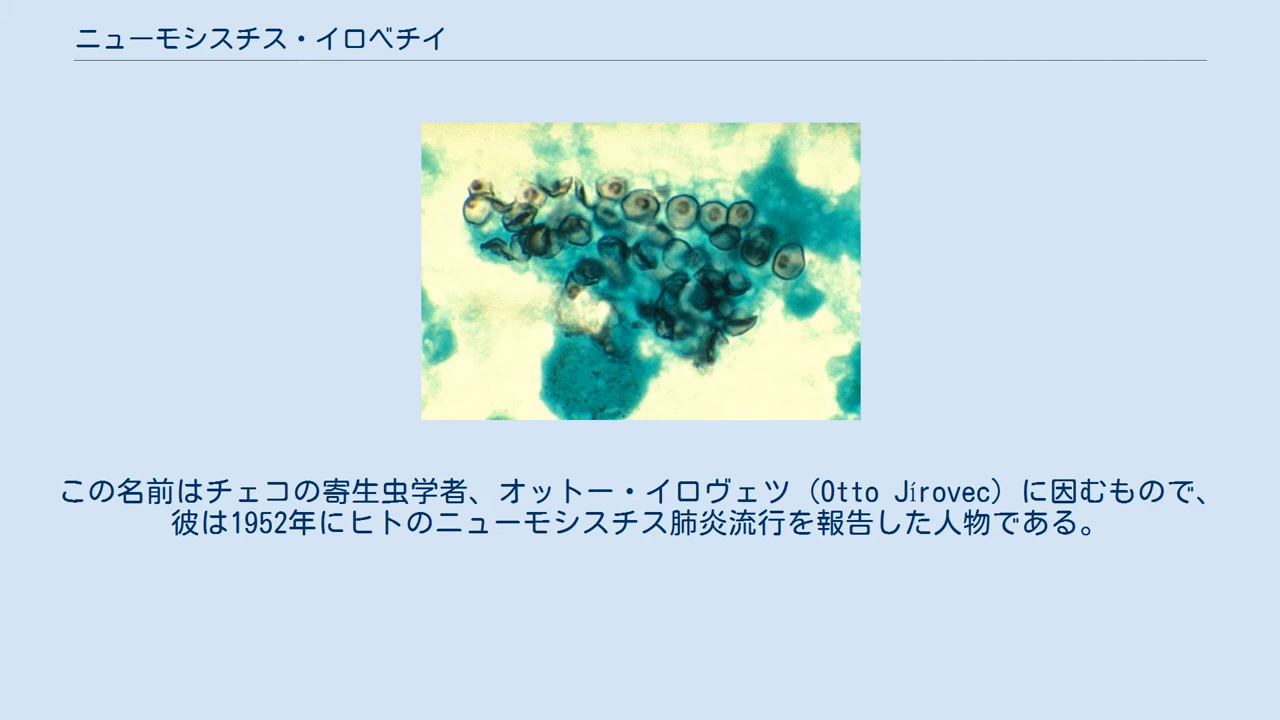 ニューモシスチス・イロベチイ
この名前はチェコの寄生虫学者、オットー・イロヴェツ（Otto Jírovec）に因むもので、
彼は1952年にヒトのニューモシスチス肺炎流行を報告した人物である。